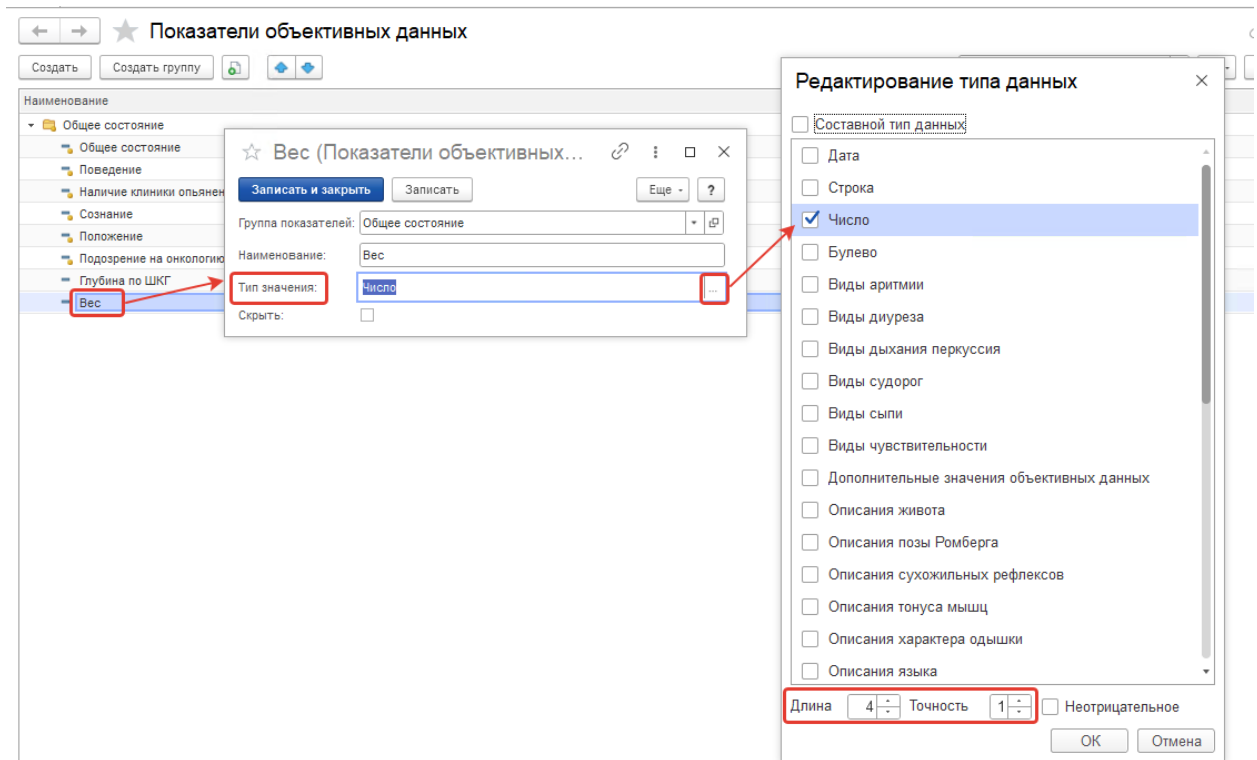 Показатели объективных данных
Создать
Создать группу
Наименование
Общее состояние
Общее состояние
Поведение
Наличие клиники опьянен
Сознание
Положение
Подозрение на онкологию
Глубина по ШКГ
Вес
Вес (Показатели объективных...
Записать и закрыть
Записать
Еще
?
Группа показателей: Общее состояние
Наименование: Вес
Тип значения: Число ...
Скрыть:
Редактирование типа данных
Составной тип данных
Дата
Строка
Число
Булево
Виды аритмии
Виды диуреза
Виды дыхания перкуссия
Виды судорог
Виды сыпи
Виды чувствительности
Дополнительные значения объективных данных
Описания живота
Описания позы Ромберга
Описания сухожильных рефлексов
Описания тонуса мышц
Описания характера одышки
Описания языка
Длина 4 Точность 1 Неотрицательное
ОК Отмена